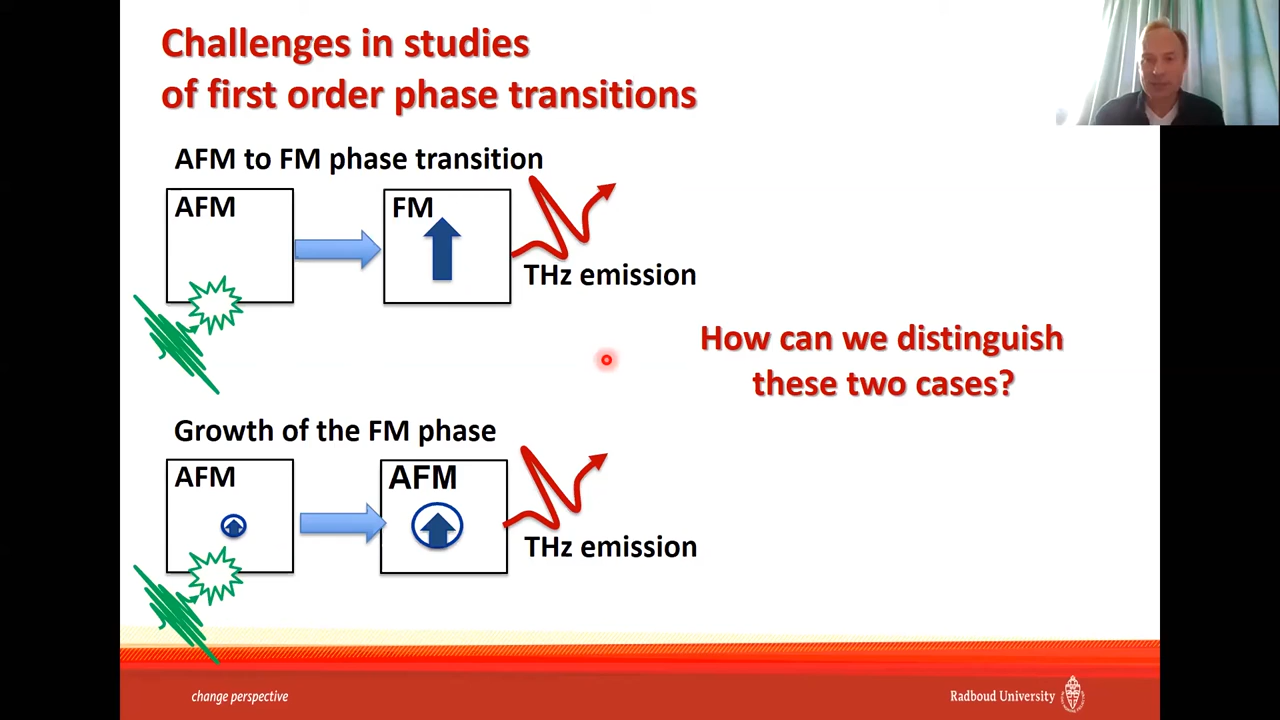 Challenges in studies
of first order phase transitions
AFM to FM phase transition
AFM
FM
THz emission
How can we distinguish
these two cases?
Growth of the FM phase
AFM
AFM
THz emission
change perspective
Radboud University